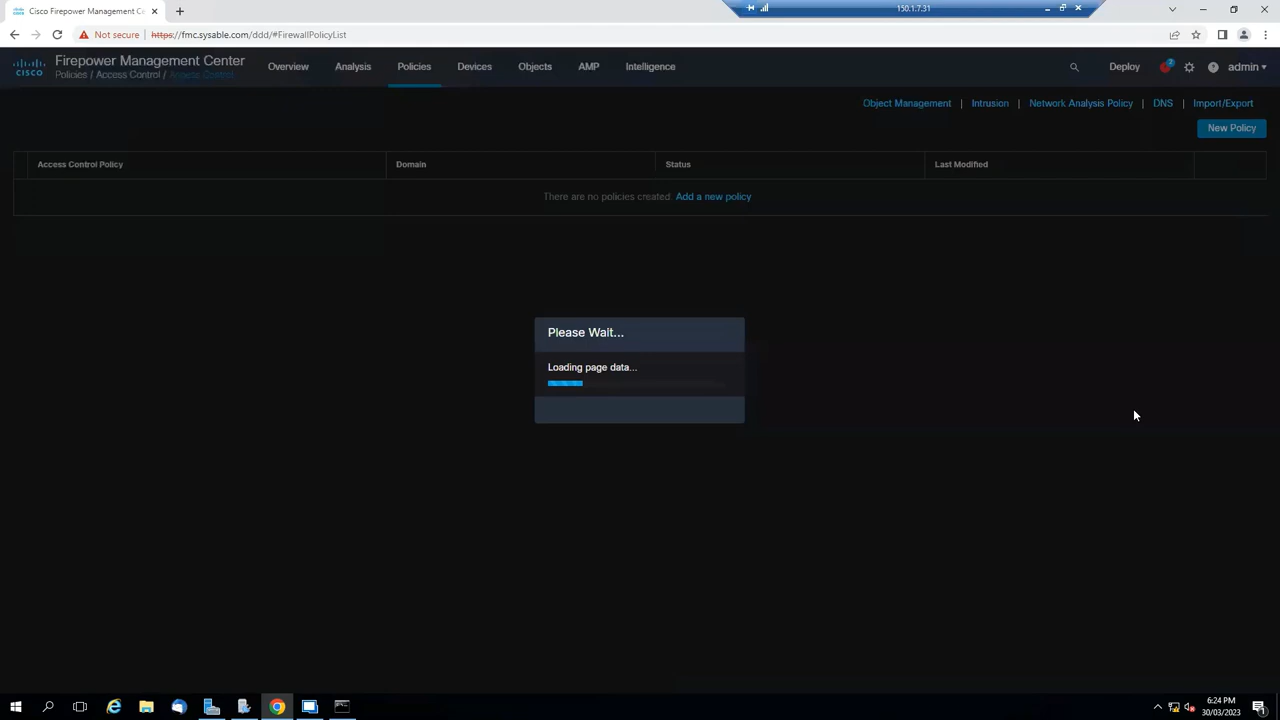 Cisco Firepower Management Ce
150.1.7.31
Not secure
https://fmc.sysable.com/ddd/#FirewallPolicyList
CISCO
Firepower Management Center
Policies / Access Control / Access Control
Overview
Analysis
Policies
Devices
Objects
AMP
Intelligence
Deploy
2
admin
Object Management | Intrusion | Network Analysis Policy | DNS | Import/Export
New Policy
Access Control Policy
Domain
Status
Last Modified
There are no policies created. Add a new policy
Please Wait...
Loading page data...
6:24 PM
30/03/2023
1